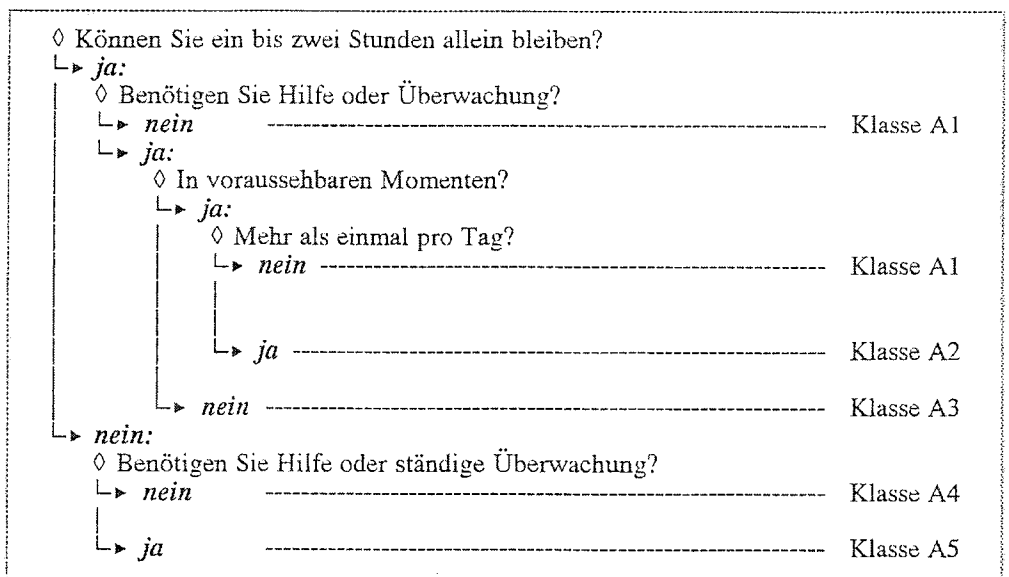 ◊ Können Sie ein bis zwei Stunden allein bleiben?
ja:
◊ Benötigen Sie Hilfe oder Überwachung?
nein Klasse A1
ja:
◊ In voraussehbaren Momenten?
ja:
◊ Mehr als einmal pro Tag?
nein Klasse A1
ja Klasse A2
nein Klasse A3
nein:
◊ Benötigen Sie Hilfe oder ständige Überwachung?
nein Klasse A4
ja Klasse A5